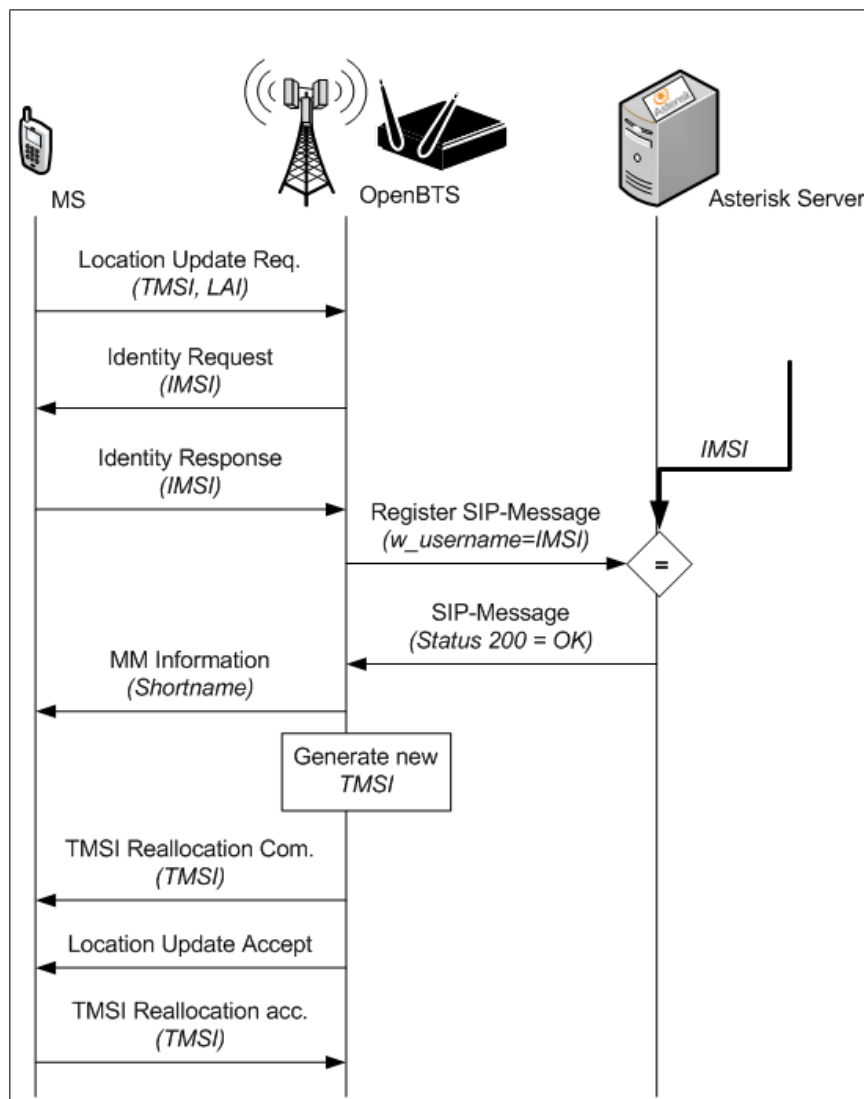 Asterisk
MS
OpenBTS
Asterisk Server
Location Update Req.
(TMSI, LAI)
Identity Request
(IMSI)
IMSI
Identity Response
(IMSI)
Register SIP-Message
(w_username=IMSI)
=
SIP-Message
(Status 200 = OK)
MM Information
(Shortname)
Generate new
TMSI
TMSI Reallocation Com.
(TMSI)
Location Update Accept
TMSI Reallocation acc.
(TMSI)